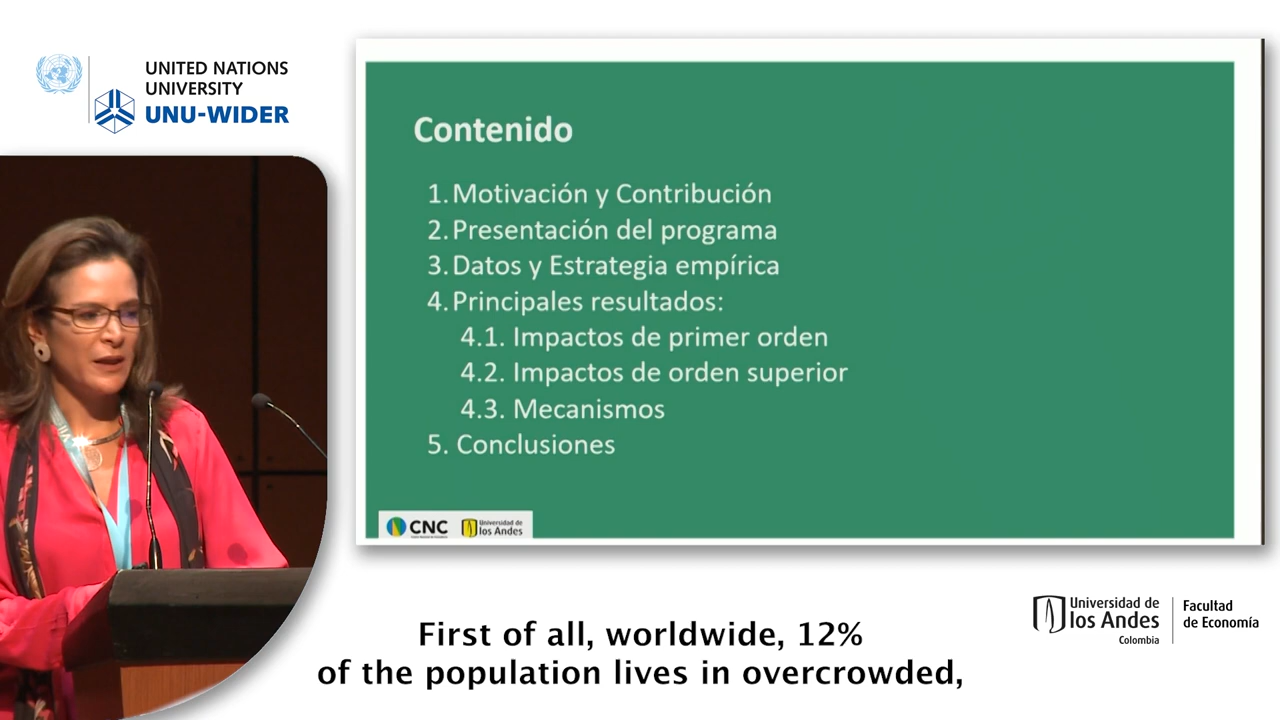 UNITED NATIONS
UNIVERSITY
UNU-WIDER
Contenido
1. Motivación y Contribución
2. Presentación del programa
3. Datos y Estrategia empírica
4. Principales resultados:
4.1. Impactos de primer orden
4.2. Impactos de orden superior
4.3. Mecanismos
5. Conclusiones
CNC
Universidad de
los Andes
Universidad de
los Andes
Colombia
Facultad
de Economía
First of all, worldwide, 12%
of the population lives in overcrowded,